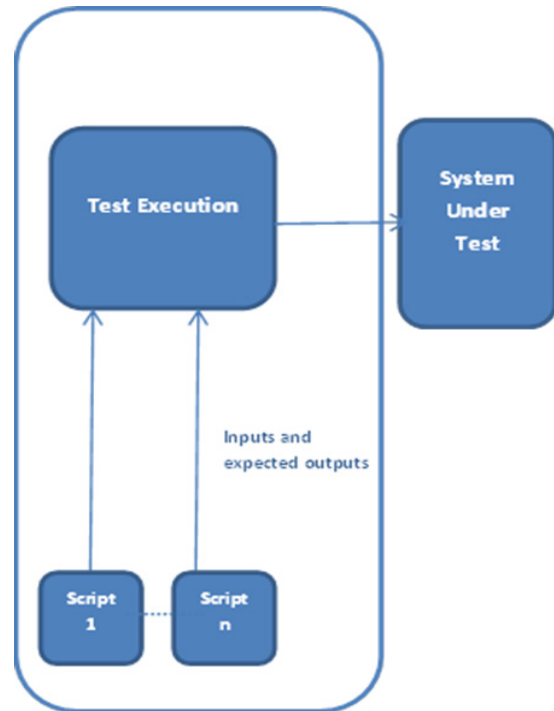 Test Execution
System
Under
Test
Inputs and
expected outputs
Script
1
Script
n